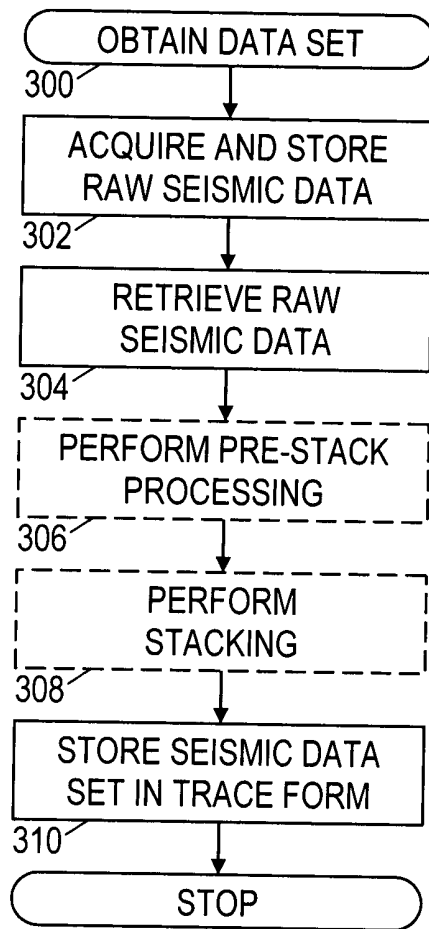 OBTAIN DATA SET
300
ACQUIRE AND STORE
RAW SEISMIC DATA
302
RETRIEVE RAW
SEISMIC DATA
304
PERFORM PRE-STACK
PROCESSING
306
PERFORM
STACKING
308
STORE SEISMIC DATA
SET IN TRACE FORM
310
STOP